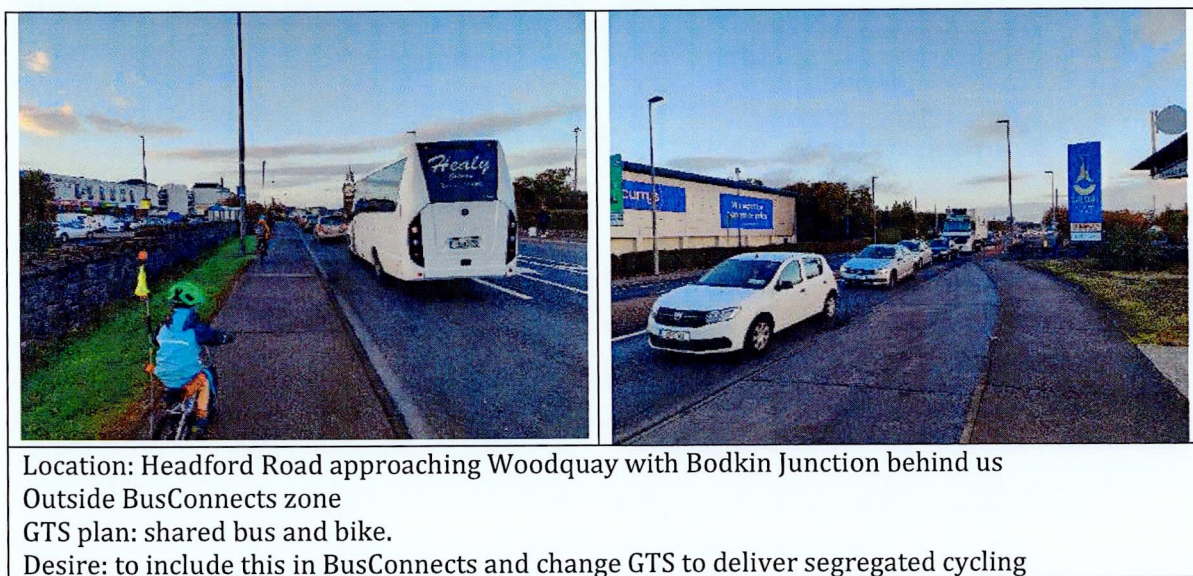 Healy
currys
Location: Headford Road approaching Woodquay with Bodkin Junction behind us
Outside BusConnects zone
GTS plan: shared bus and bike.
Desire: to include this in BusConnects and change GTS to deliver segregated cycling